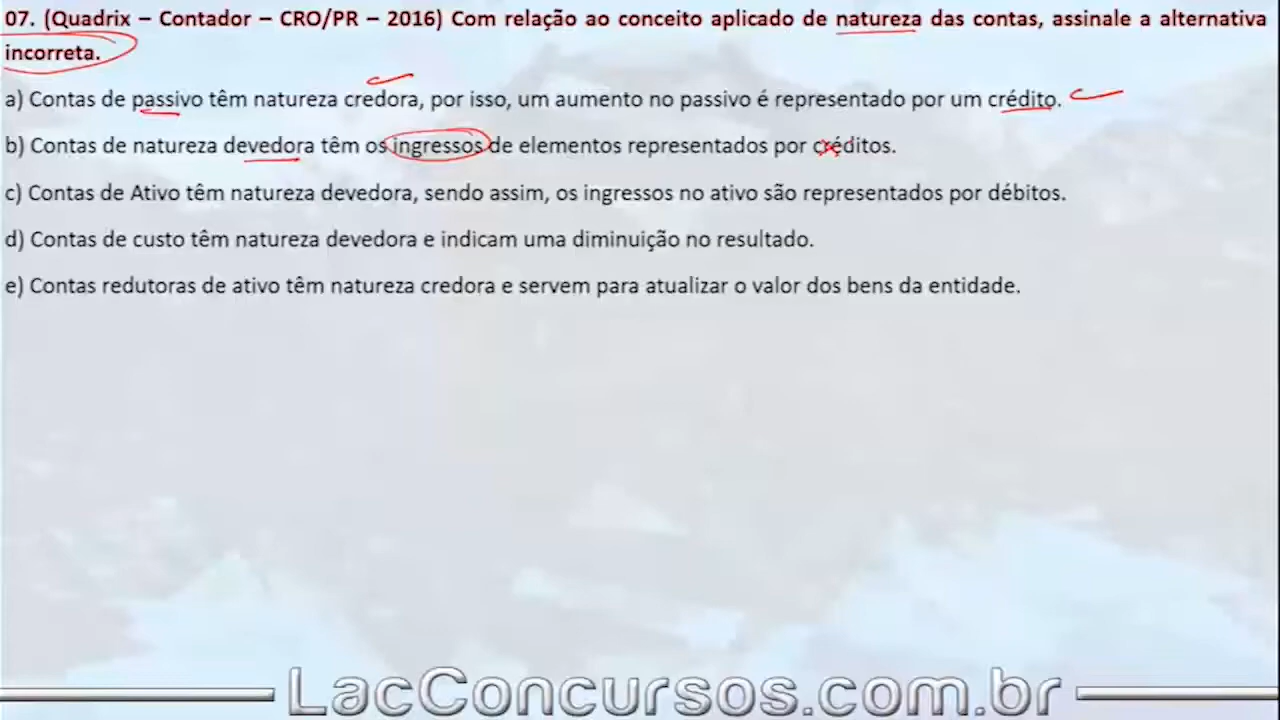 07. (Quadrix – Contador – CRO/PR – 2016) Com relação ao conceito aplicado de natureza das contas, assinale a alternativa
incorreta.
a) Contas de passivo têm natureza credora, por isso, um aumento no passivo é representado por um crédito.
b) Contas de natureza devedora têm os ingressos de elementos representados por créditos.
c) Contas de Ativo têm natureza devedora, sendo assim, os ingressos no ativo são representados por débitos.
d) Contas de custo têm natureza devedora e indicam uma diminuição no resultado.
e) Contas redutoras de ativo têm natureza credora e servem para atualizar o valor dos bens da entidade.
LacConcursos.com.br